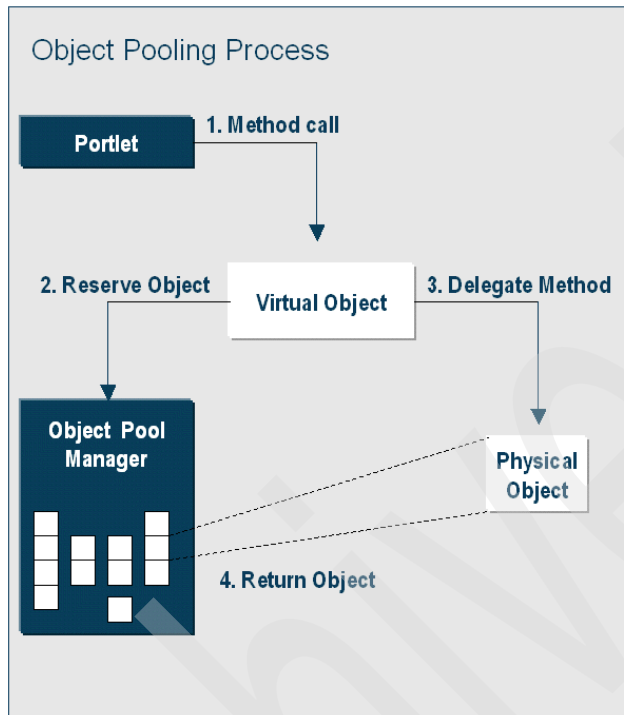 Object Pooling Process
1. Method call
Portlet
2. Reserve Object
Virtual Object
3. Delegate Method
Object Pool
Manager
Physical
Object
4. Return Object